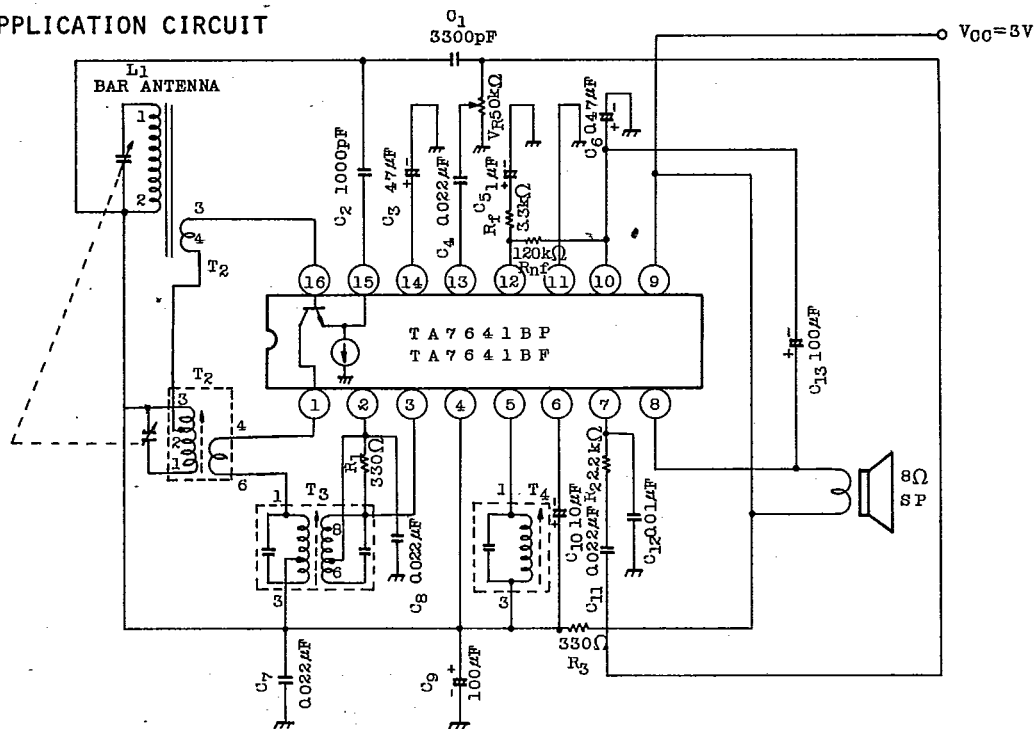 PPLICATION CIRCUIT
C1
3300pF
VCC=3V
L1
BAR ANTENNA
1
2
3
4
T2
C2 1000pF
C3 47μF
C4 0.022μF
VR50kΩ
C5 1μF
Rf 3.3kΩ
120kΩ
Rnf
C6 0.47μF
+ -
C13 100μF
16 15 14 13 12 11 10 9
TA7641BP
TA7641BF
1 2 3 4 5 6 7 8
T2
3
2
1
4
6
R1 330Ω
T3
1
3
8
6
C8 0.022μF
T4
1
3
C10 10μF
R2 2.2kΩ
C11 0.022μF
C12 0.01μF
8Ω
SP
330Ω
R3
C7 0.022μF
C9 100μF
+ -